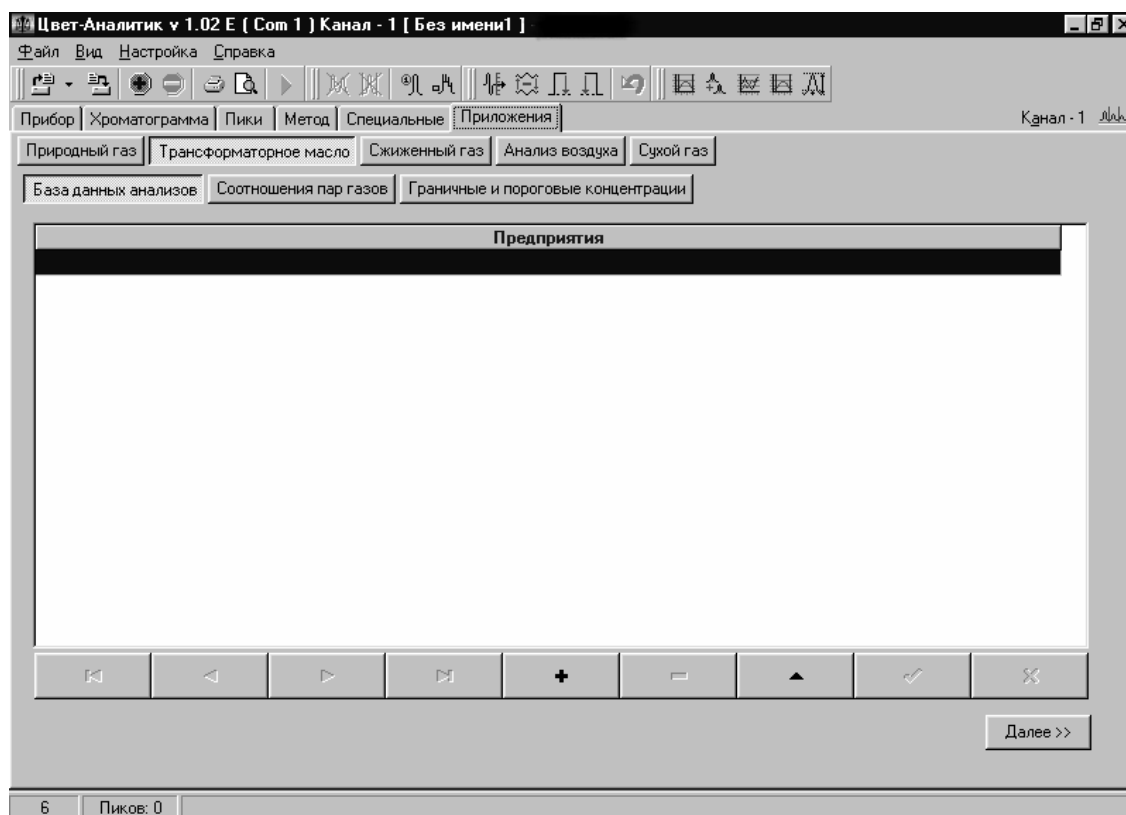 Цвет-Аналитик v 1.02 E ( Com 1 ) Канал - 1 [ Без имени1 ]
Файл Вид Настройка Справка
Прибор Хроматограмма Пики Метод Специальные Приложения Канал - 1
Природный газ Трансформаторное масло Сжиженный газ Анализ воздуха Сухой газ
База данных анализов Соотношения пар газов Граничные и пороговые концентрации
Предприятия
Далее >>
6 Пиков: 0